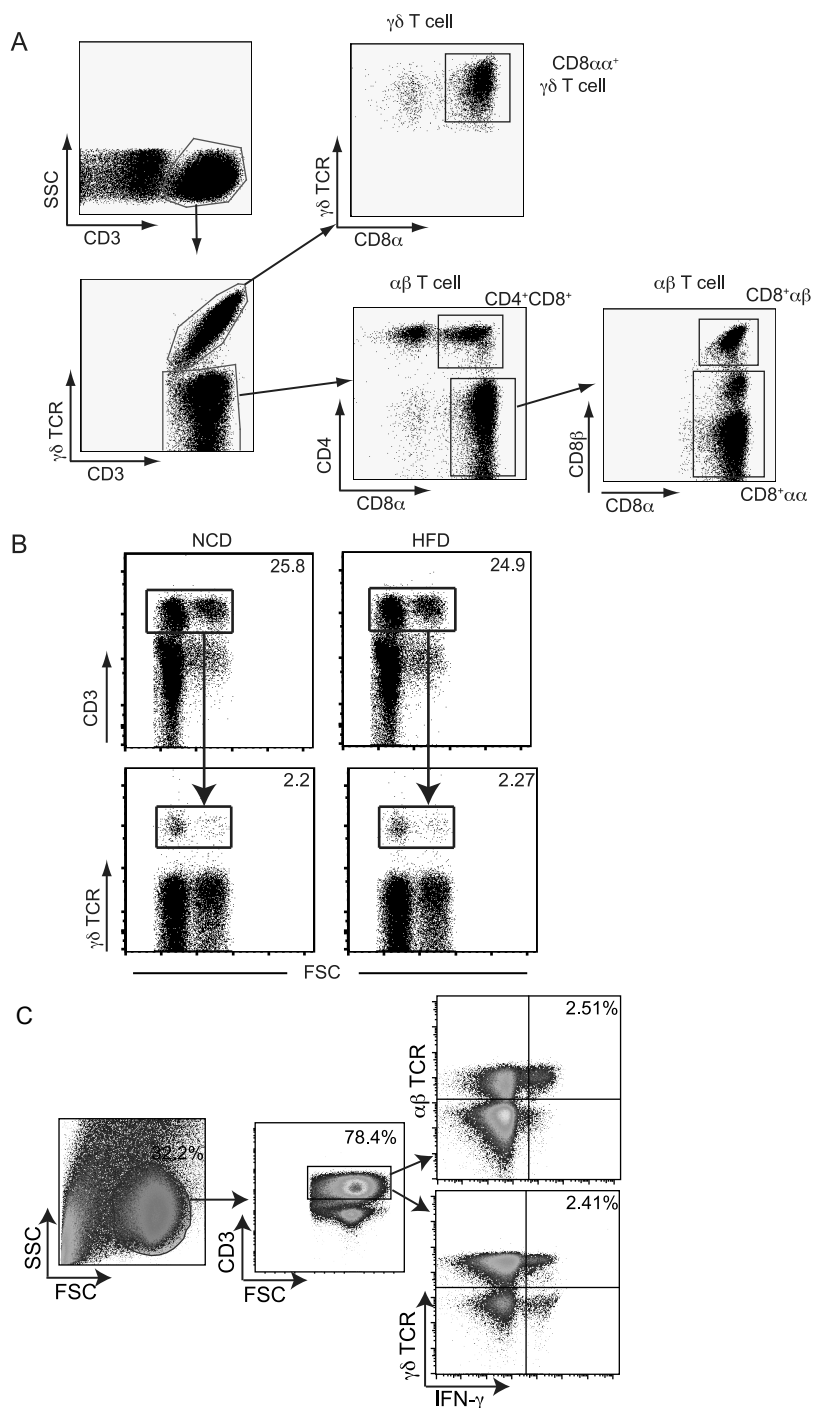 A
γδ T cell
CD8αα⁺
γδ T cell
SSC
CD3
γδ TCR
CD8α
αβ T cell
CD4⁺CD8⁺
αβ T cell
CD8⁺αβ
γδ TCR
CD3
CD4
CD8α
CD8β
CD8α
CD8⁺αα
B
NCD
HFD
25.8
24.9
CD3
2.2
2.27
γδ TCR
FSC
C
2.51%
αβ TCR
32.2%
78.4%
SSC
FSC
CD3
FSC
2.41%
γδ TCR
IFN-γ